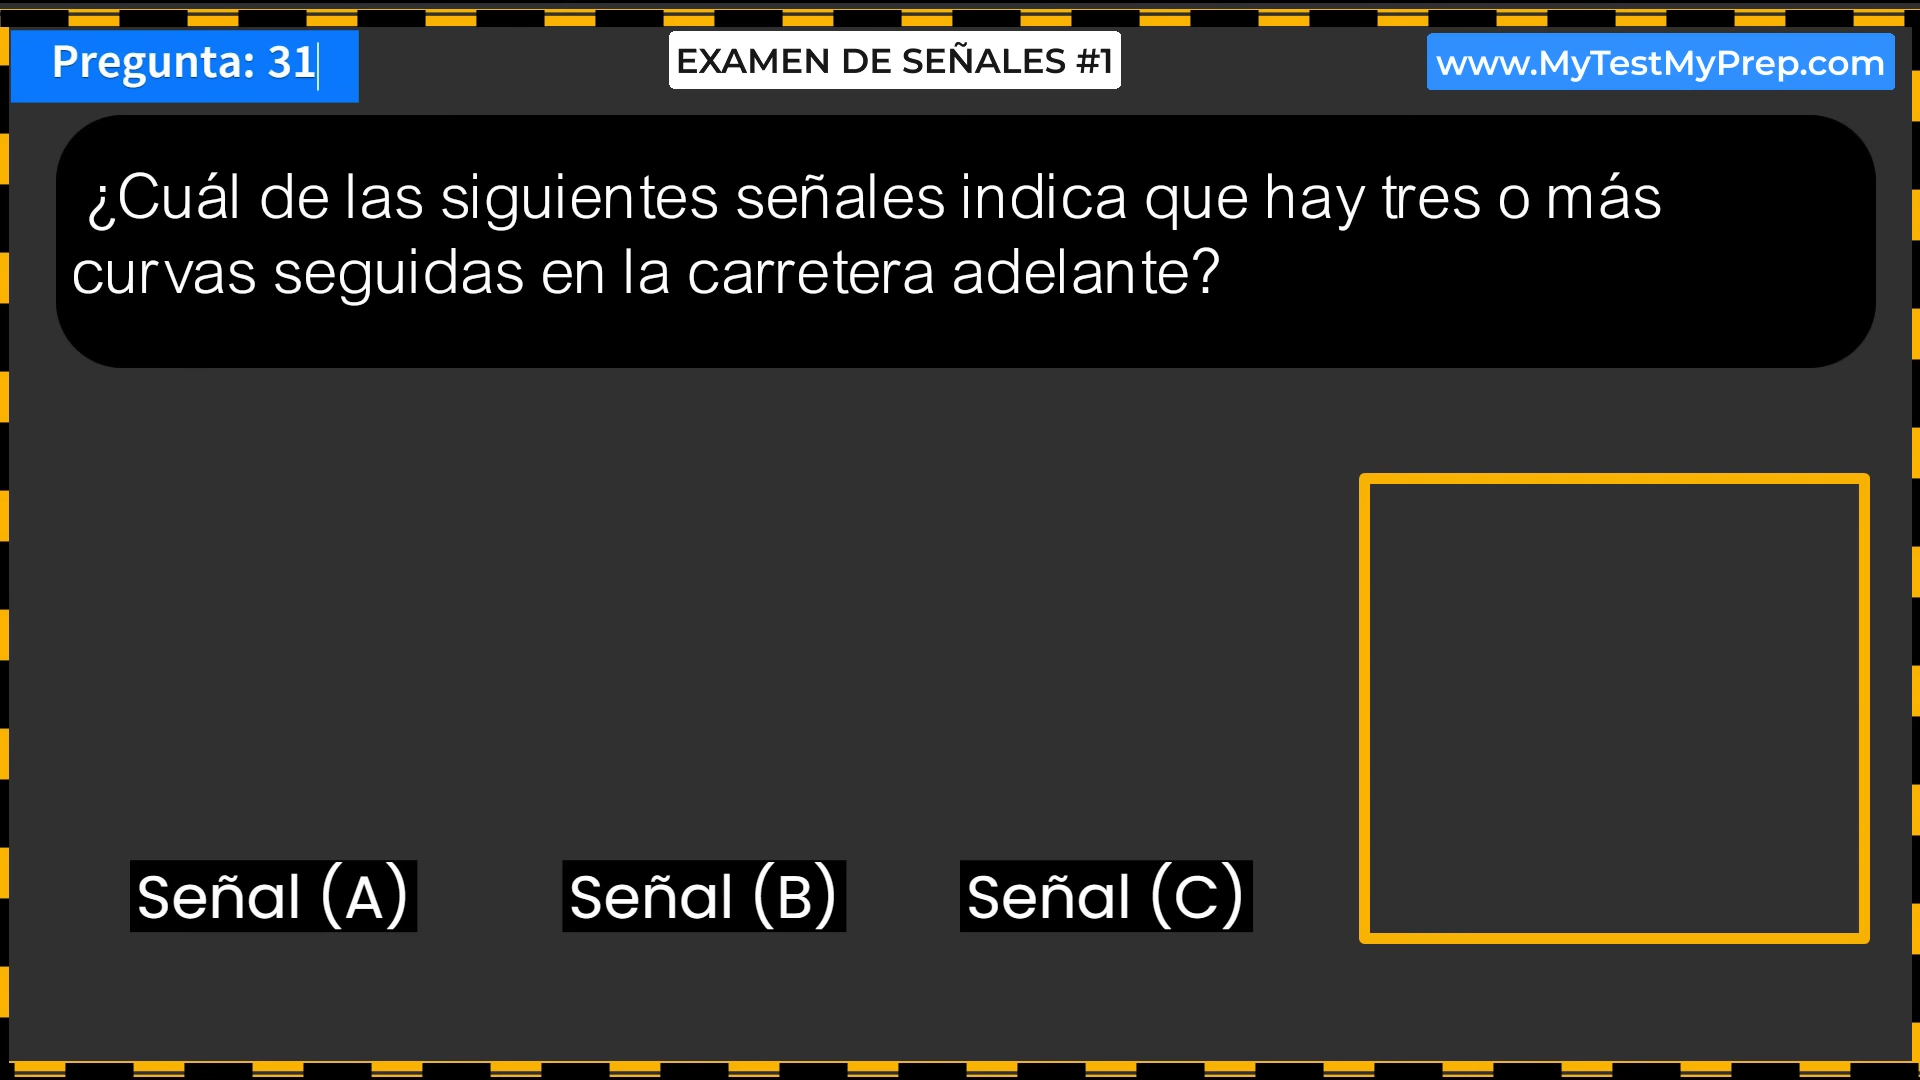 Pregunta: 31
EXAMEN DE SEÑALES #1
www.MyTestMyPrep.com
¿Cuál de las siguientes señales indica que hay tres o más
curvas seguidas en la carretera adelante?
Señal (A)
Señal (B)
Señal (C)